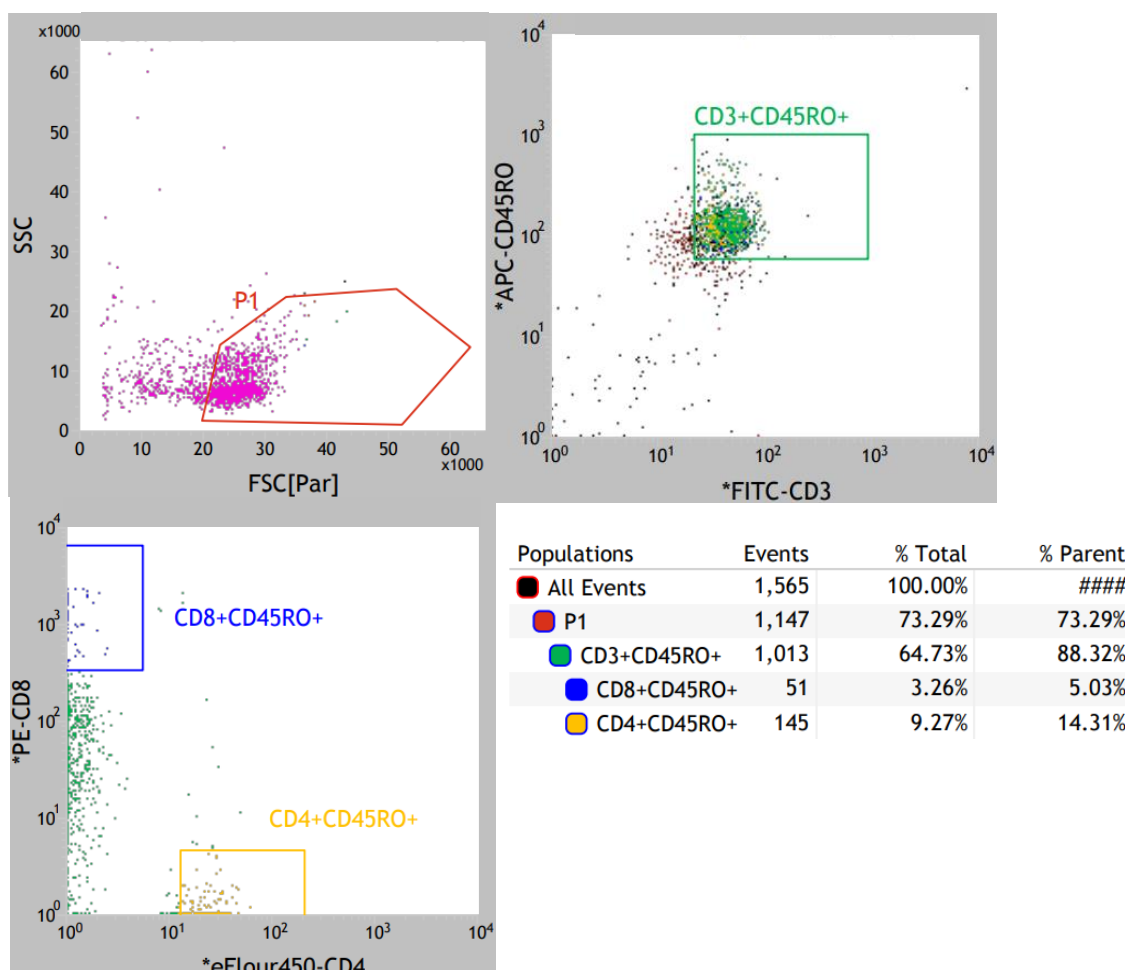 x1000
SSC
60
50
40
30
20
10
0
P1
0 10 20 30 40 50 60
x1000
FSC[Par]
*APC-CD45RO
10^4
10^3
10^2
10^1
10^0
CD3+CD45RO+
10^0 10^1 10^2 10^3 10^4
*FITC-CD3
*PE-CD8
10^4
10^3
10^2
10^1
10^0
CD8+CD45RO+
CD4+CD45RO+
10^0 10^1 10^2 10^3 10^4
*eFlour450-CD4
Populations Events % Total % Parent
All Events 1,565 100.00% ####
P1 1,147 73.29% 73.29%
CD3+CD45RO+ 1,013 64.73% 88.32%
CD8+CD45RO+ 51 3.26% 5.03%
CD4+CD45RO+ 145 9.27% 14.31%